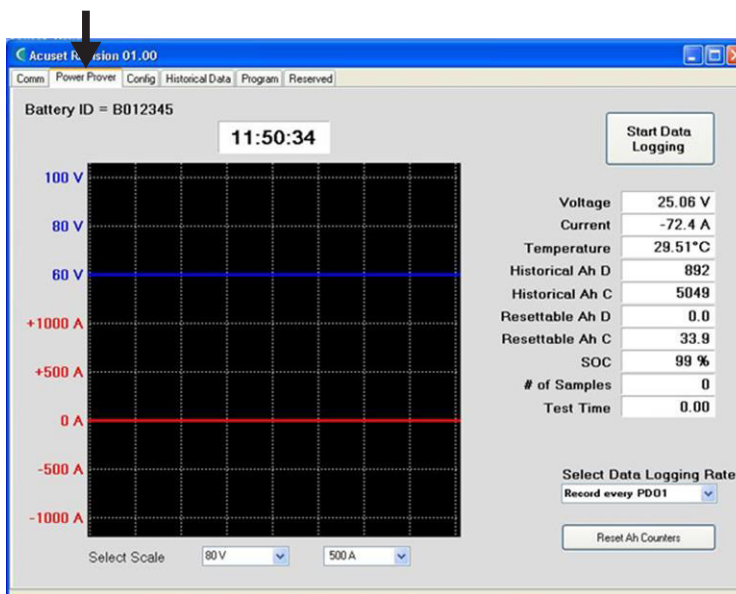 Acuset Revision 01.00
Comm Power Prover Config Historical Data Program Reserved
Battery ID = B012345
11:50:34
Start Data
Logging
100 V
80 V
60 V
+1000 A
+500 A
0 A
-500 A
-1000 A
Voltage 25.06 V
Current -72.4 A
Temperature 29.51°C
Historical Ah D 892
Historical Ah C 5049
Resettable Ah D 0.0
Resettable Ah C 33.9
SOC 99 %
# of Samples 0
Test Time 0.00
Select Data Logging Rate
Record every PDO1
Reset Ah Counters
Select Scale 80 V 500 A